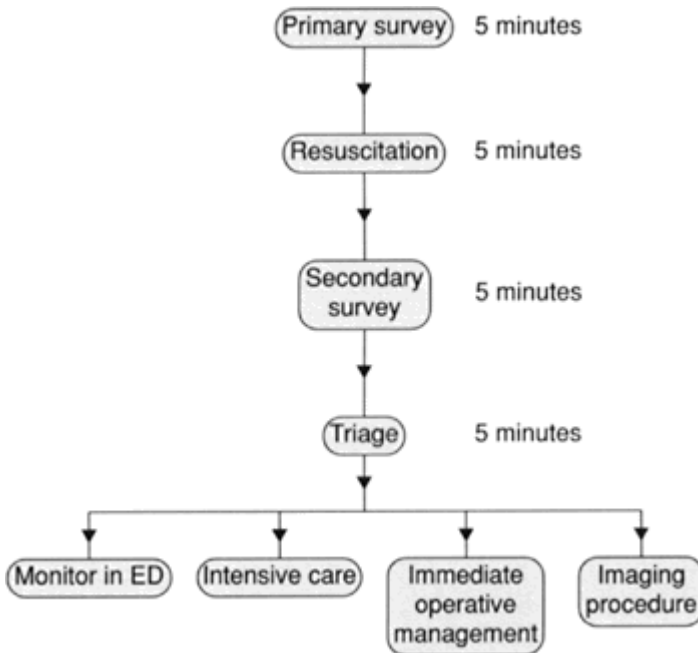 Primary survey 5 minutes
Resuscitation 5 minutes
Secondary
survey
5 minutes
Triage 5 minutes
Monitor in ED
Intensive care
Immediate
operative
management
Imaging
procedure